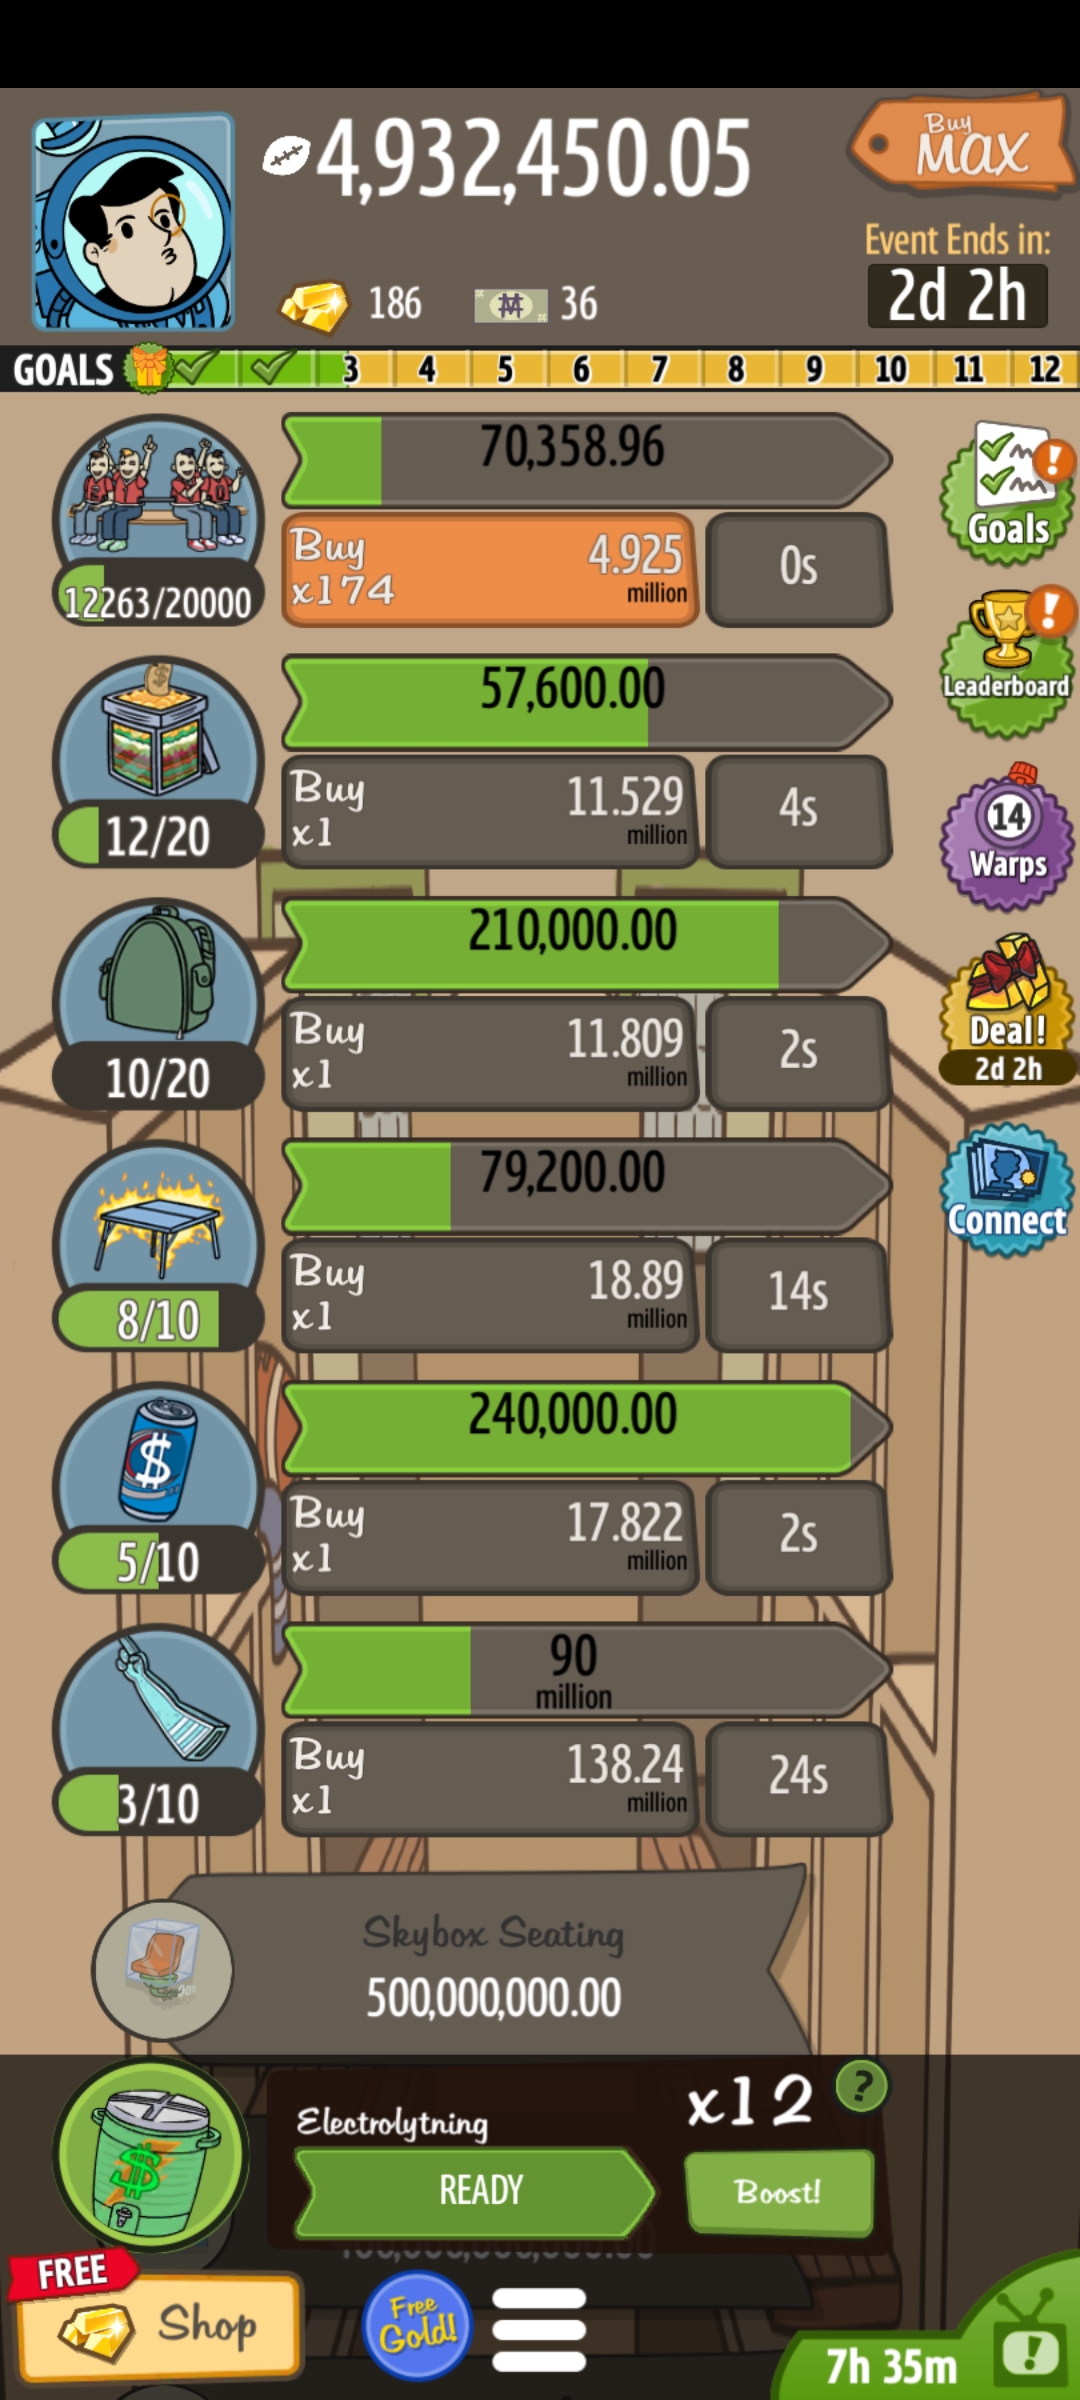 4,932,450.05
Buy
MAX
Event Ends in:
2d 2h
186
36
GOALS 3 4 5 6 7 8 9 10 11 12
70,358.96
Buy
x174
4.925
million
0s
12263/20000
Goals
57,600.00
Buy
x1
11.529
million
4s
12/20
Leaderboard
210,000.00
Buy
x1
11.809
million
2s
10/20
14
Warps
79,200.00
Buy
x1
18.89
million
14s
8/10
Deal!
2d 2h
240,000.00
Buy
x1
17.822
million
2s
5/10
Connect
90
million
Buy
x1
138.24
million
24s
3/10
Skybox Seating
500,000,000.00
Electrolytning
x12
?
READY
Boost!
FREE
Shop
Free
Gold!
7h 35m